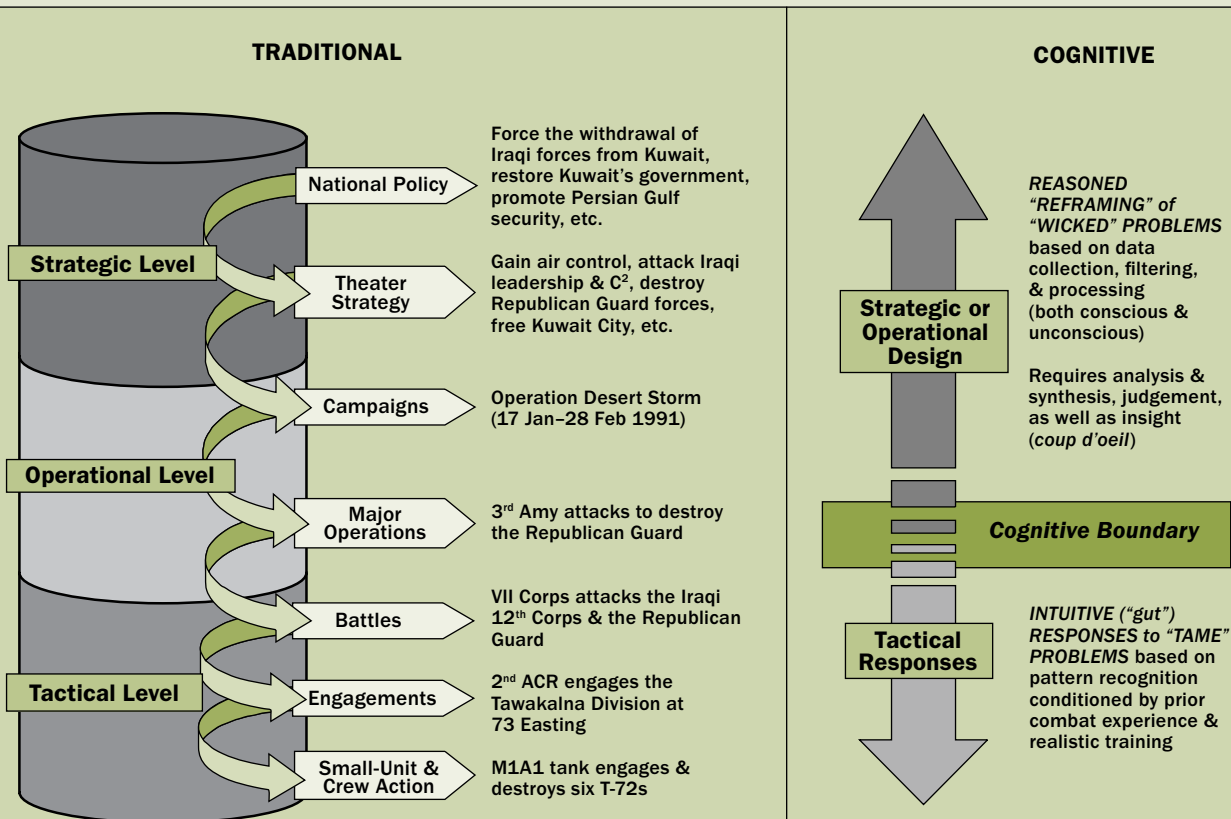 TRADITIONAL
National Policy
Force the withdrawal of
Iraqi forces from Kuwait,
restore Kuwait's government,
promote Persian Gulf
security, etc.
Strategic Level
Theater
Strategy
Gain air control, attack Iraqi
leadership & C², destroy
Republican Guard forces,
free Kuwait City, etc.
Campaigns
Operation Desert Storm
(17 Jan–28 Feb 1991)
Operational Level
Major
Operations
3rd Amy attacks to destroy
the Republican Guard
Battles
VII Corps attacks the Iraqi
12th Corps & the Republican
Guard
Tactical Level
Engagements
2nd ACR engages the
Tawakalna Division at
73 Easting
Small-Unit &
Crew Action
M1A1 tank engages &
destroys six T-72s
COGNITIVE
Strategic or
Operational
Design
REASONED
"REFRAMING" of
"WICKED" PROBLEMS
based on data
collection, filtering,
& processing
(both conscious &
unconscious)
Requires analysis &
synthesis, judgement,
as well as insight
(coup d'oeil)
Cognitive Boundary
Tactical
Responses
INTUITIVE ("gut")
RESPONSES to "TAME"
PROBLEMS based on
pattern recognition
conditioned by prior
combat experience &
realistic training